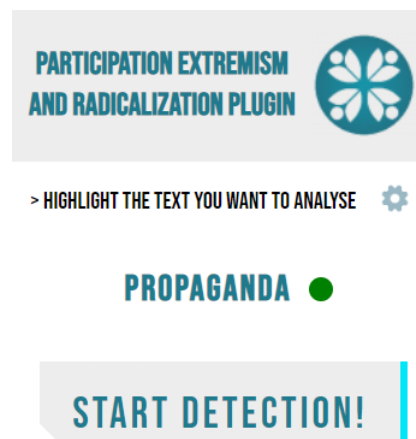 PARTICIPATION EXTREMISM
AND RADICALIZATION PLUGIN
> HIGHLIGHT THE TEXT YOU WANT TO ANALYSE
PROPAGANDA
START DETECTION!